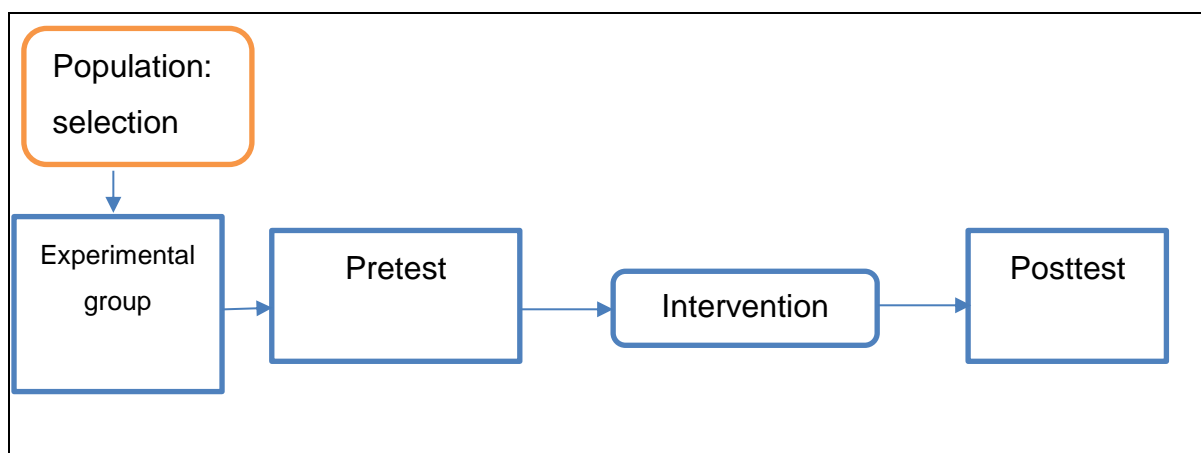 Population:
selection
Experimental
group
Pretest
Intervention
Posttest